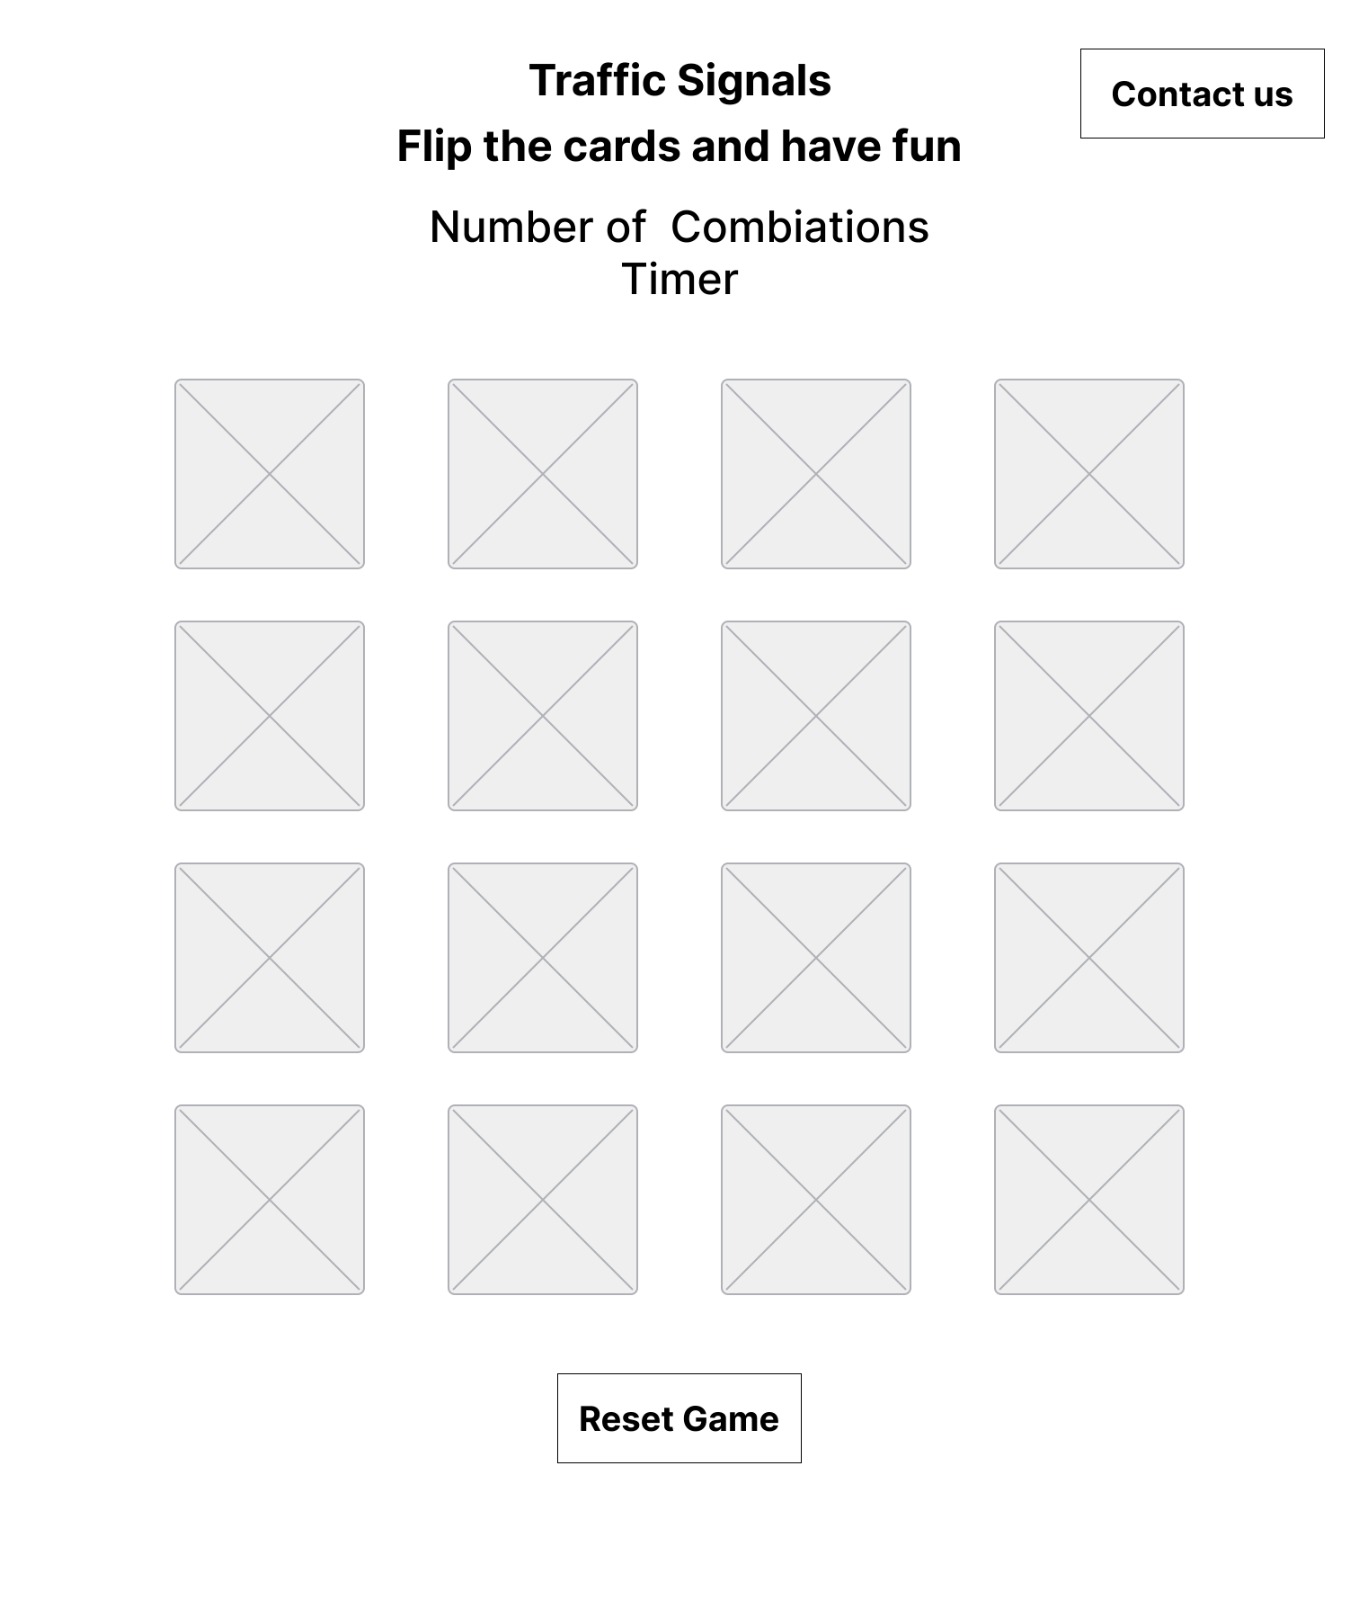 Traffic Signals
Contact us
Flip the cards and have fun
Number of  Combiations
Timer
Reset Game